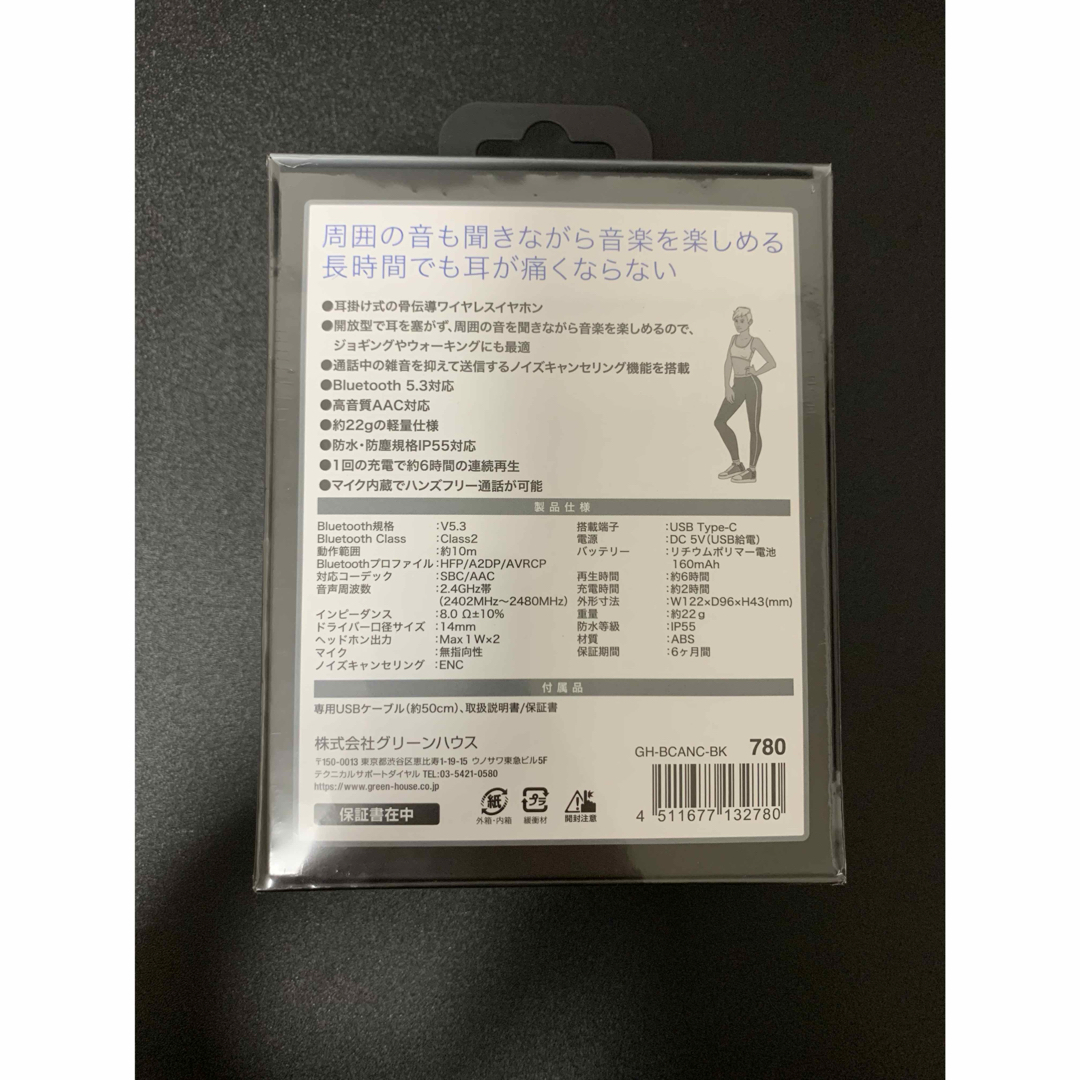 周囲の音も聞きながら音楽を楽しめる
長時間でも耳が痛くならない
●耳掛け式の骨伝導ワイヤレスイヤホン
●開放型で耳を塞がず、周囲の音を聞きながら音楽を楽しめるので、
ジョギングやウォーキングにも最適
●通話中の雑音を抑えて送信するノイズキャンセリング機能を搭載
●Bluetooth 5.3対応
●高音質AAC対応
●約22gの軽量仕様
●防水・防塵規格IP55対応
●1回の充電で約6時間の連続再生
●マイク内蔵でハンズフリー通話が可能
製品仕様
Bluetooth規格 :V5.3
Bluetooth Class :Class2
動作範囲 :約10m
Bluetoothプロファイル:HFP/A2DP/AVRCP
対応コーデック :SBC/AAC
音声周波数 :2.4GHz帯
(2402MHz〜2480MHz)
インピーダンス :8.0 Ω±10%
ドライバー口径サイズ :14mm
ヘッドホン出力 :Max 1 W×2
マイク :無指向性
ノイズキャンセリング :ENC
搭載端子 :USB Type-C
電源 :DC 5V(USB給電)
バッテリー :リチウムポリマー電池
160mAh
再生時間 :約6時間
充電時間 :約2時間
外形寸法 :W122×D96×H43(mm)
重量 :約22g
防水等級 :IP55
材質 :ABS
保証期間 :6ヶ月間
付属品
専用USBケーブル(約50cm)、取扱説明書/保証書
株式会社グリーンハウス
〒150-0013 東京都渋谷区恵比寿1-19-15 ウノサワ東急ビル5F
テクニカルサポートダイヤル TEL:03-5421-0580
https://www.green-house.co.jp
保証書在中
紙
外箱・内箱
プラ
緩衝材
開封注意
GH-BCANC-BK 780
4 511677 132780